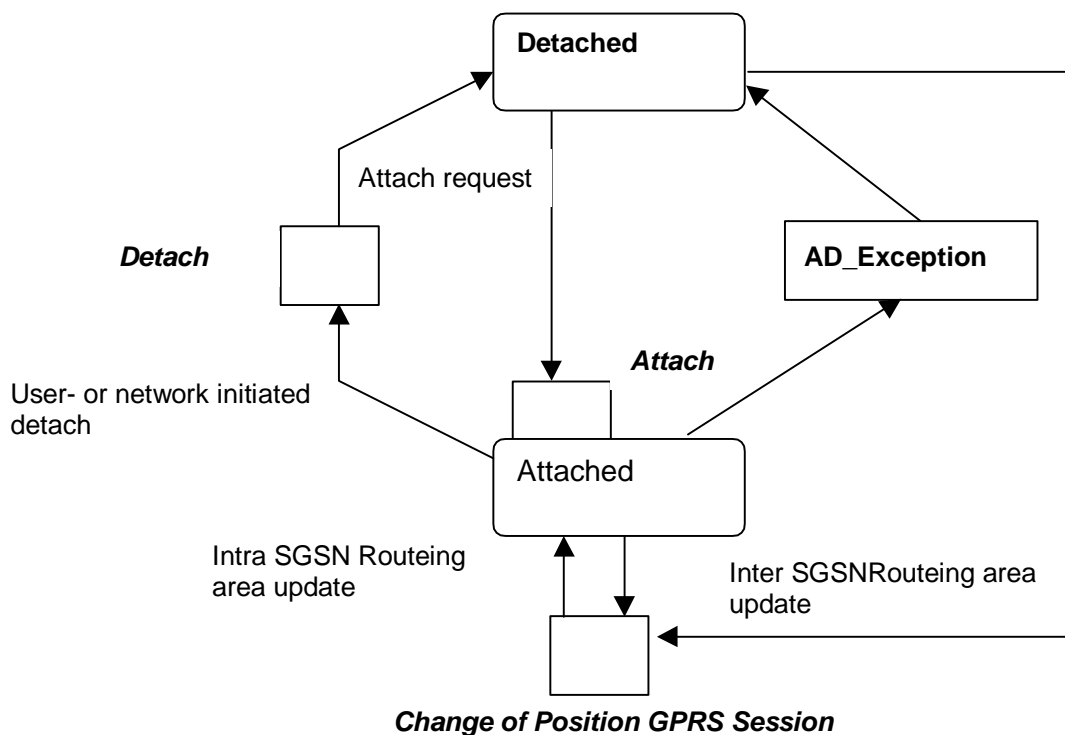 Detached
Attach request
Detach
AD_Exception
Attach
User- or network initiated
detach
Attached
Intra SGSN Routeing
area update
Inter SGSNRouteing area
update
Change of Position GPRS Session